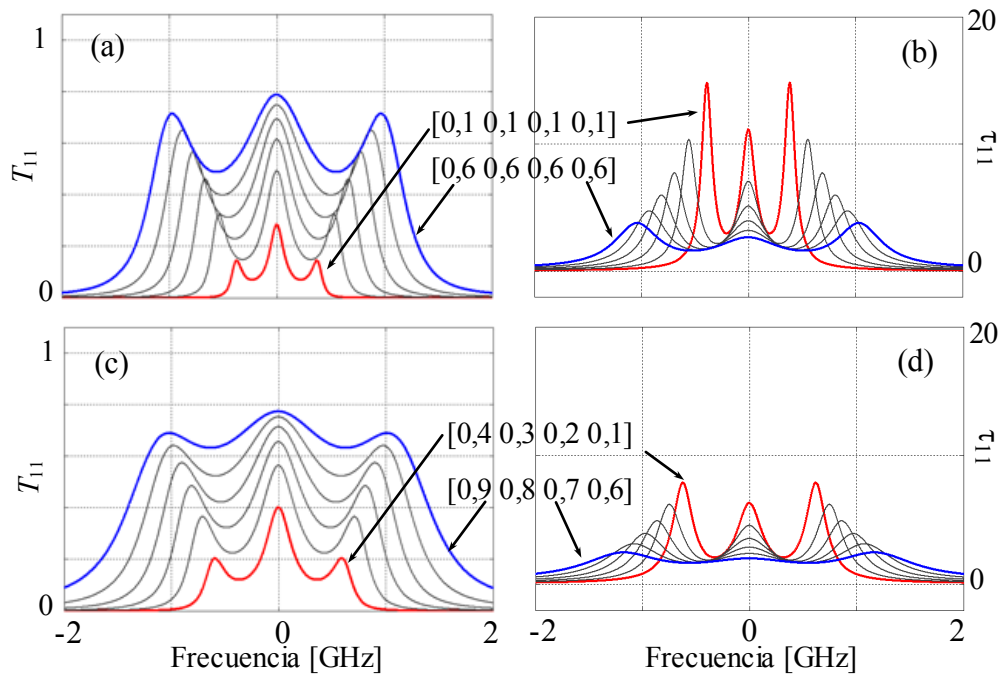 1
(a)
T11
0
20
(b)
τ11
0
[0,1 0,1 0,1 0,1]
[0,6 0,6 0,6 0,6]
1
(c)
T11
0
20
(d)
τ11
0
[0,4 0,3 0,2 0,1]
[0,9 0,8 0,7 0,6]
-2 0 2
Frecuencia [GHz]
-2 0 2
Frecuencia [GHz]